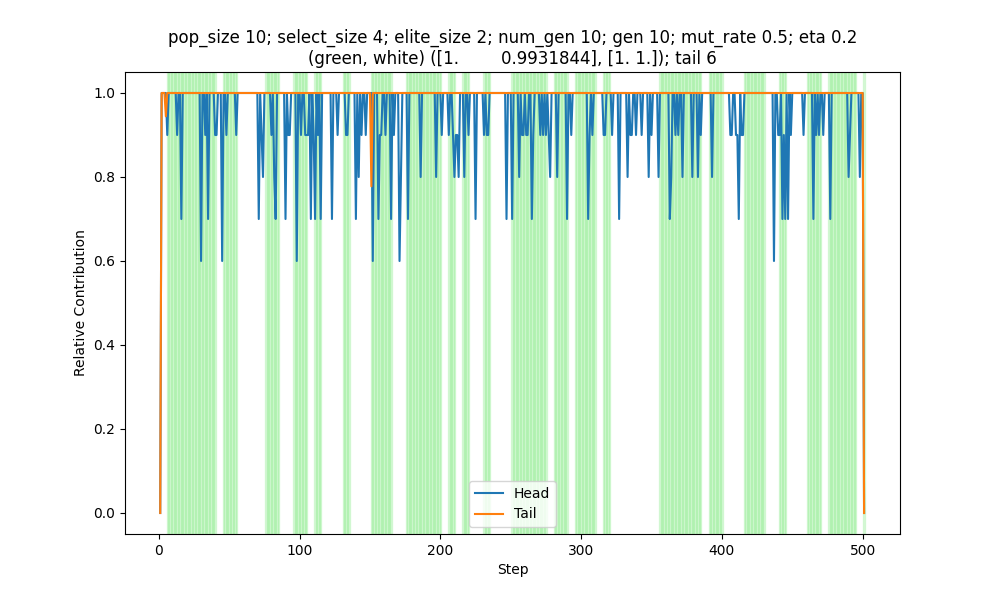 pop_size 10; select_size 4; elite_size 2; num_gen 10; gen 10; mut_rate 0.5; eta 0.2
(green, white) ([1. 0.9931844], [1. 1.]); tail 6
1.0
0.8
0.6
0.4
0.2
0.0
Relative Contribution
Head
Tail
0 100 200 300 400 500
Step